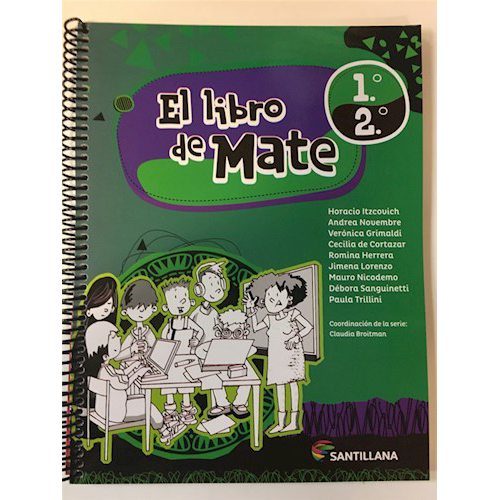 El libro
de Mate
1.º
2.º
Horacio Itzcovich
Andrea Novembre
Verónica Grimaldi
Cecilia de Cortazar
Romina Herrera
Jimena Lorenzo
Mauro Nicodemo
Débora Sanguinetti
Paula Trillini
Coordinación de la serie:
Claudia Broitman
SANTILLANA